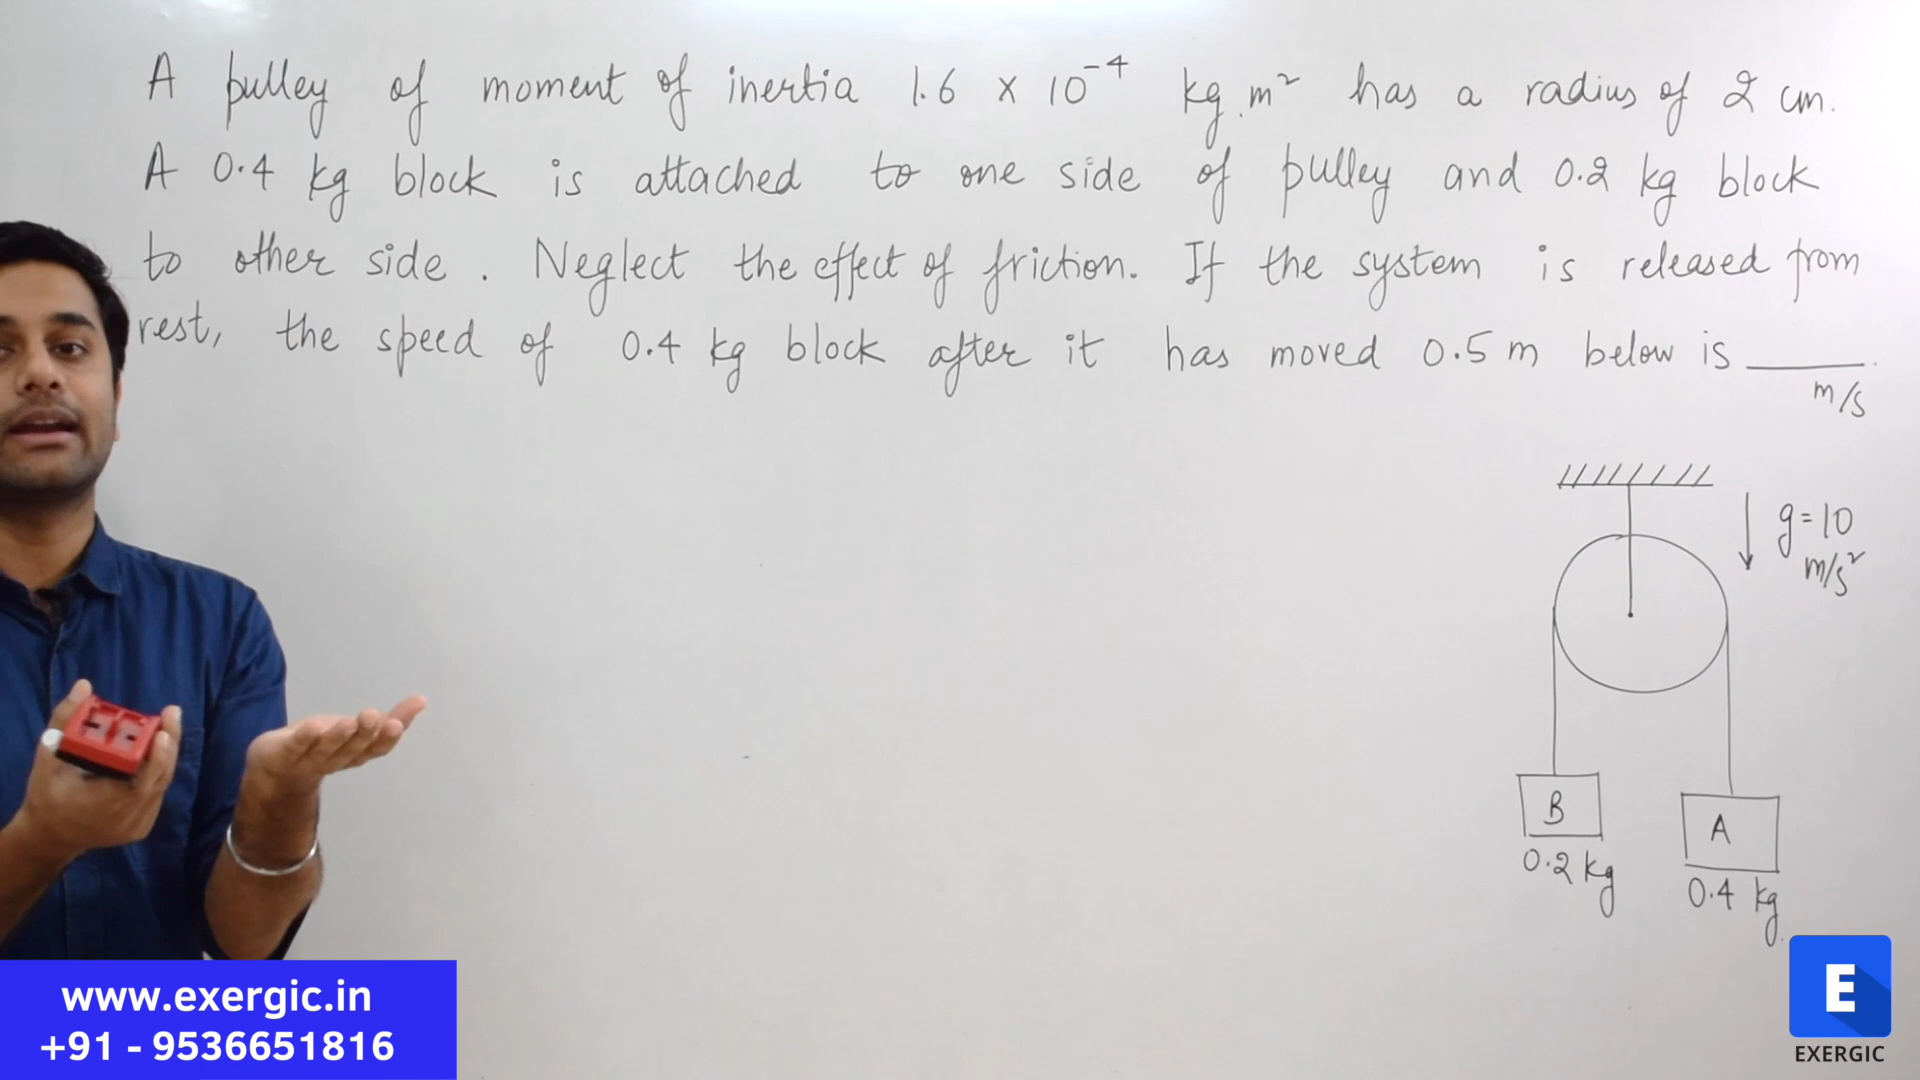 A pulley of moment of inertia 1.6 x 10⁻⁴ kg.m² has a radius of 2 cm.
A 0.4 kg block is attached to one side of pulley and 0.2 kg block
to other side. Neglect the effect of friction. If the system is released from
rest, the speed of 0.4 kg block after it has moved 0.5 m below is ______.
m/s
g=10
m/s²
B
A
0.2 kg
0.4 kg.
www.exergic.in
+91 - 9536651816
E
EXERGIC